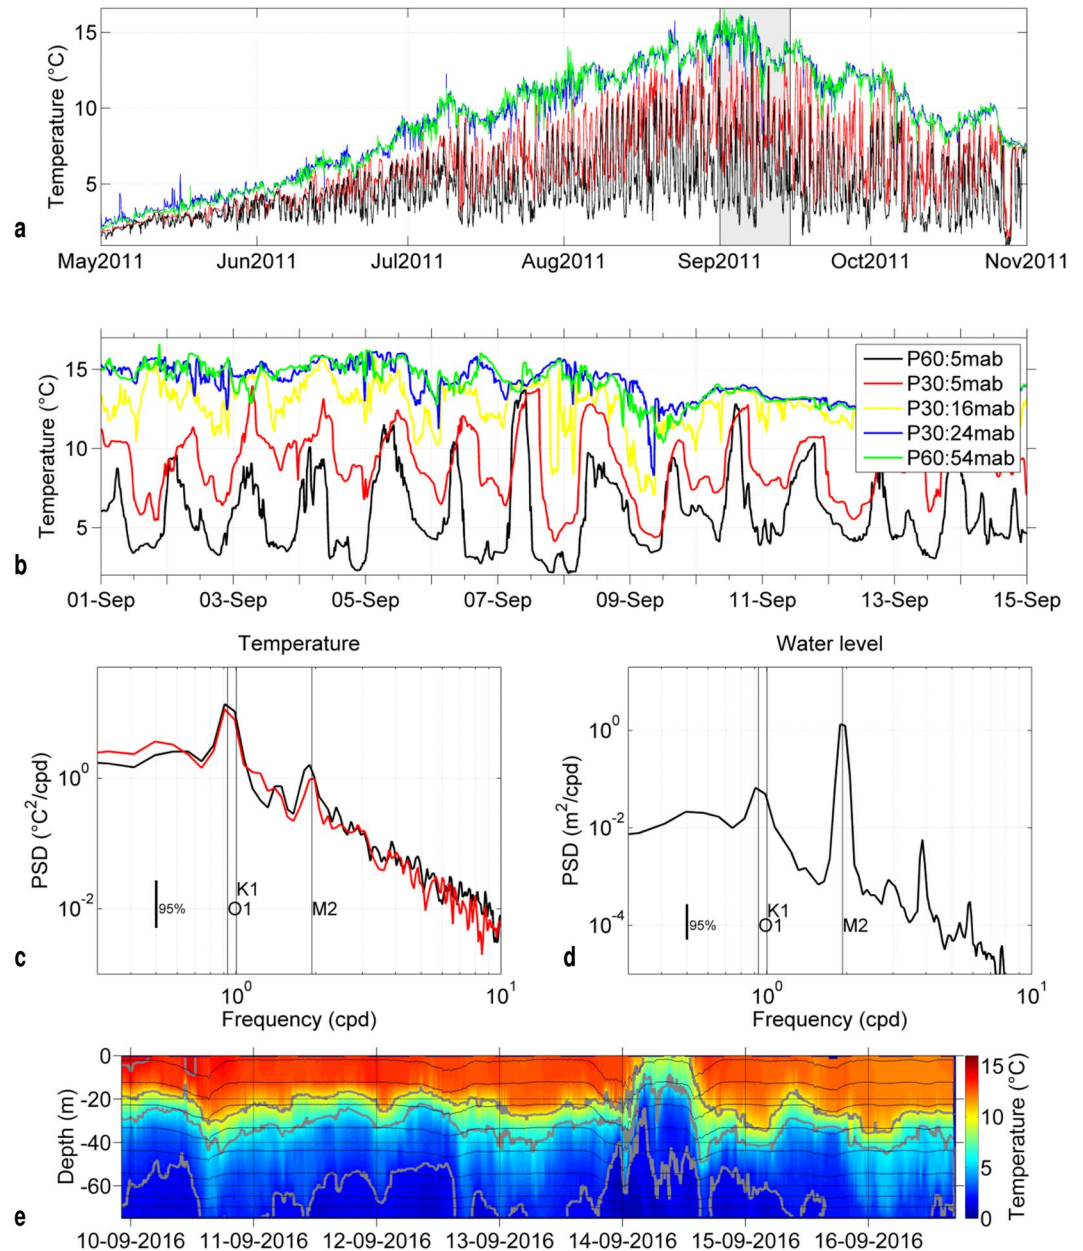 15
10
5
Temperature (°C)
a
May2011 Jun2011 Jul2011 Aug2011 Sep2011 Oct2011 Nov2011
15
10
5
Temperature (°C)
P60:5mab
P30:5mab
P30:16mab
P30:24mab
P60:54mab
b
01-Sep 03-Sep 05-Sep 07-Sep 09-Sep 11-Sep 13-Sep 15-Sep
Temperature
PSD (°C²/cpd)
10⁰
10⁻²
95%
K1
O1
M2
c
10⁰ 10¹
Frequency (cpd)
Water level
PSD (m²/cpd)
10⁰
10⁻²
10⁻⁴
95%
K1
O1
M2
d
10⁰ 10¹
Frequency (cpd)
0
-20
-40
-60
Depth (m)
15
10
5
0
Temperature (°C)
e
10-09-2016 11-09-2016 12-09-2016 13-09-2016 14-09-2016 15-09-2016 16-09-2016